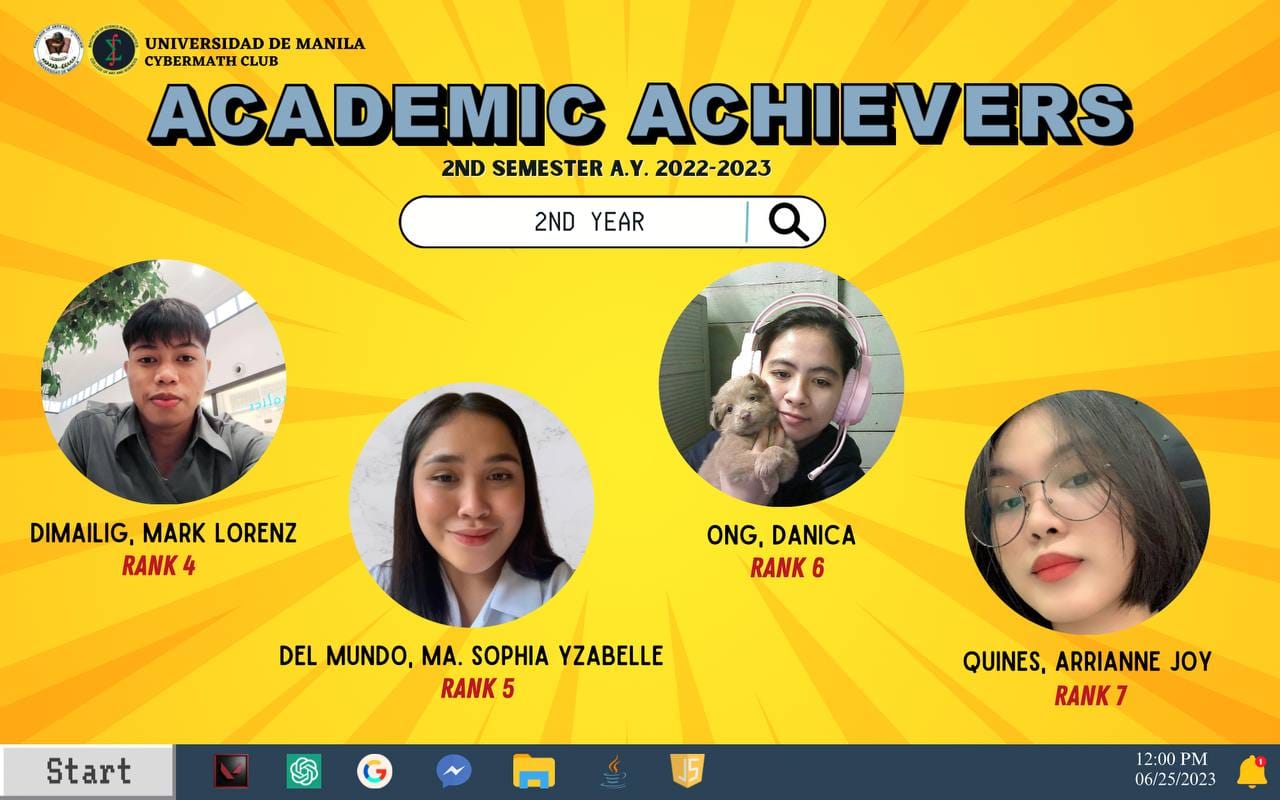 UNIVERSIDAD DE MANILA
CYBERMATH CLUB
ACADEMIC ACHIEVERS
2ND SEMESTER A.Y. 2022-2023
2ND YEAR
DIMAILIG, MARK LORENZ
RANK 4
DEL MUNDO, MA. SOPHIA YZABELLE
RANK 5
ONG, DANICA
RANK 6
QUINES, ARRIANNE JOY
RANK 7
Start
JS
12:00 PM
06/25/2023
1